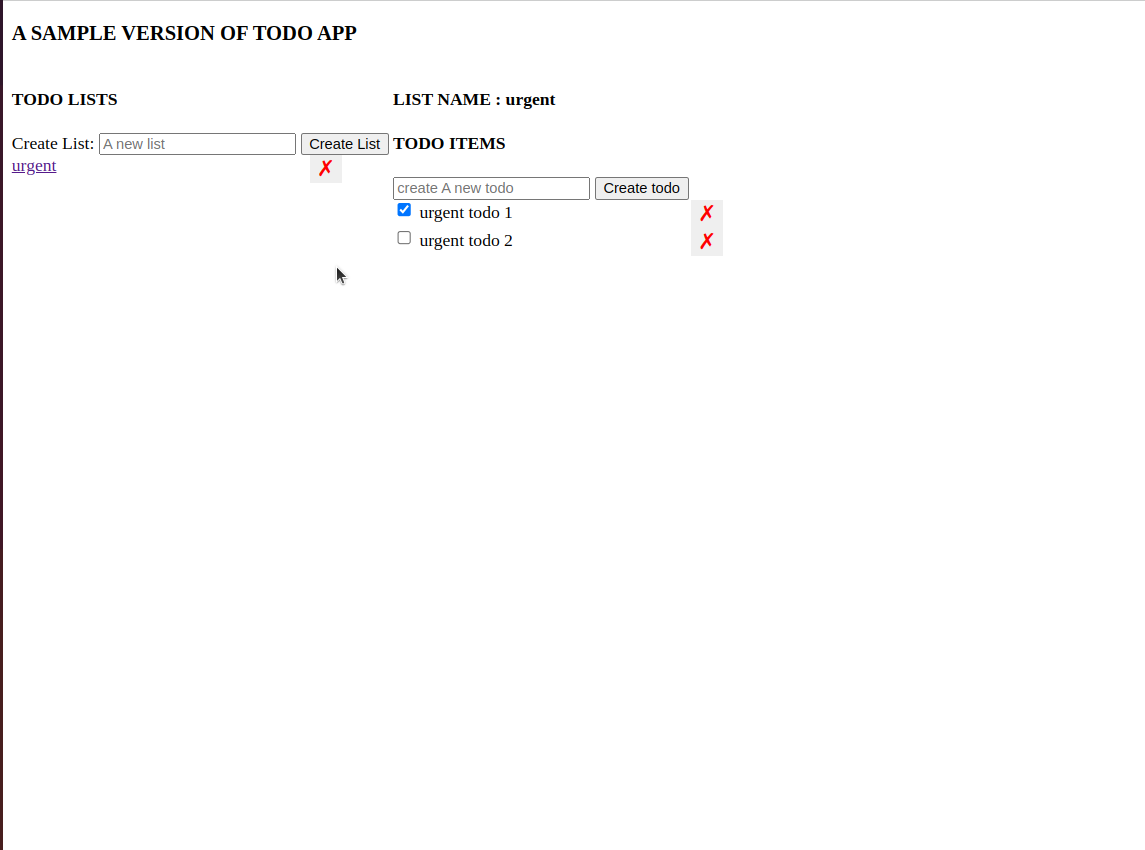 A SAMPLE VERSION OF TODO APP
TODO LISTS
Create List: A new list Create List
urgent ✗
LIST NAME : urgent
TODO ITEMS
create A new todo Create todo
urgent todo 1 ✗
urgent todo 2 ✗